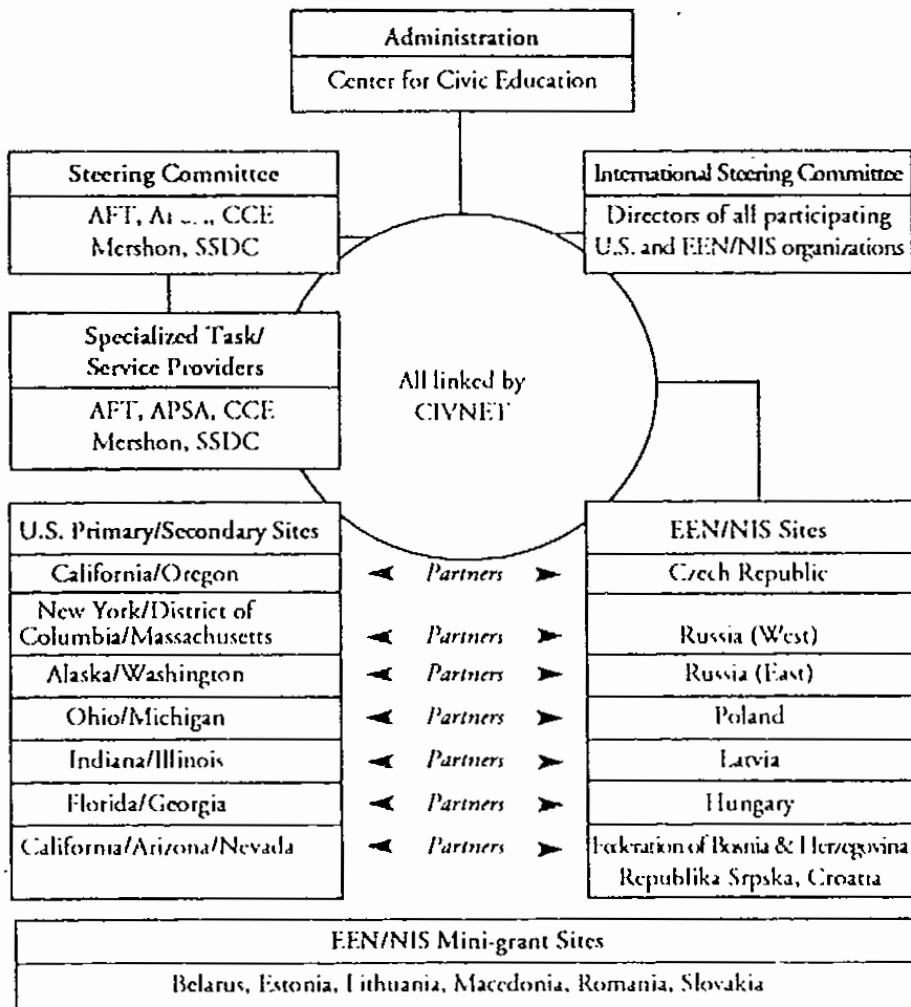 Administration
Center for Civic Education
Steering Committee
AFT, CCE
Mershon, SSDC
International Steering Committee
Directors of all participating
U.S. and EEN/NIS organizations
Specialized Task/
Service Providers
AFT, APSA, CCE
Mershon, SSDC
All linked by
CIVNET
U.S. Primary/Secondary Sites
EEN/NIS Sites
California/Oregon
Partners
Czech Republic
New York/District of
Columbia/Massachusetts
Partners
Russia (West)
Alaska/Washington
Partners
Russia (East)
Ohio/Michigan
Partners
Poland
Indiana/Illinois
Partners
Latvia
Florida/Georgia
Partners
Hungary
California/Arizona/Nevada
Partners
Federation of Bosnia & Herzegovina
Republika Srpska, Croatia
EEN/NIS Mini-grant Sites
Belarus, Estonia, Lithuania, Macedonia, Romania, Slovakia